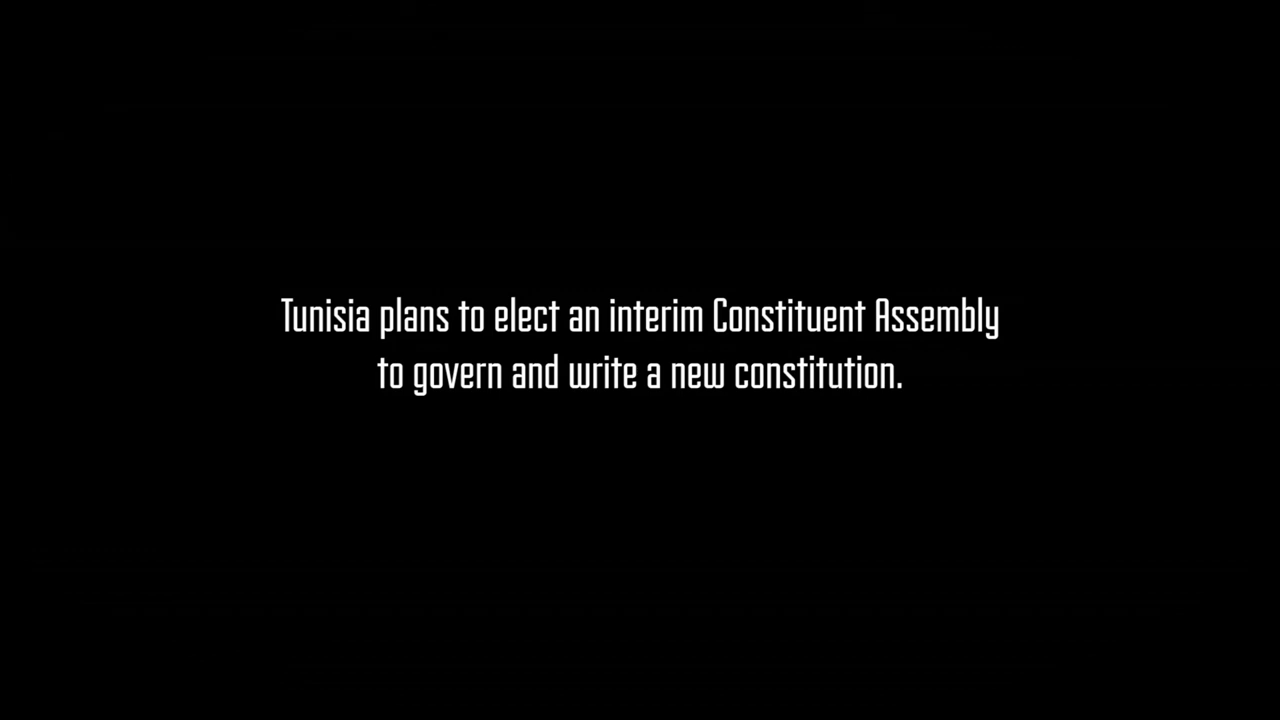 Tunisia plans to elect an interim Constituent Assembly
to govern and write a new constitution.